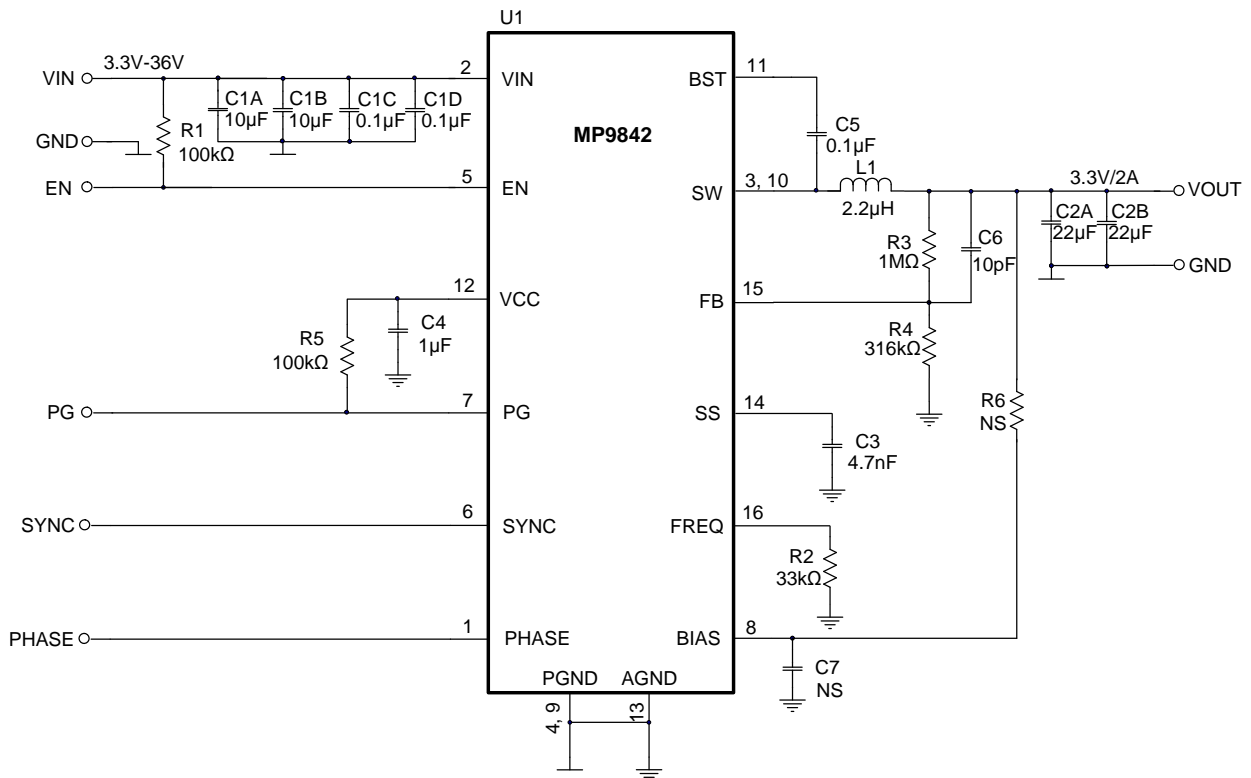 U1
3.3V-36V
VIN
2
VIN
C1A
10µF
C1B
10µF
C1C
0.1µF
C1D
0.1µF
GND
R1
100kΩ
EN
5
EN
MP9842
BST
11
C5
0.1µF
SW
3, 10
L1
2.2µH
3.3V/2A
VOUT
C2A
22µF
C2B
22µF
GND
R3
1MΩ
C6
10pF
FB
15
R4
316kΩ
12
VCC
C4
1µF
R5
100kΩ
PG
7
PG
SS
14
C3
4.7nF
R6
NS
SYNC
6
SYNC
FREQ
16
R2
33kΩ
PHASE
1
PHASE
BIAS
8
C7
NS
PGND
AGND
4, 9
13